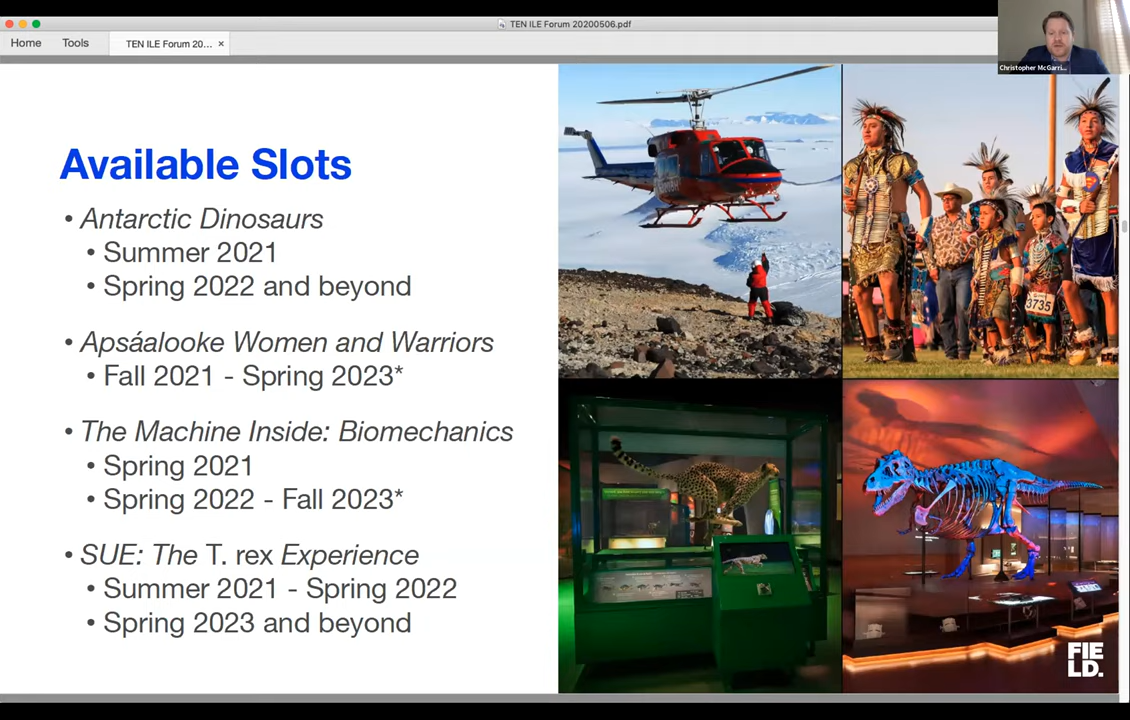 TEN ILE Forum 20200506.pdf
Home
Tools
TEN ILE Forum 20... ×
Christopher McGarri...
Available Slots
• Antarctic Dinosaurs
• Summer 2021
• Spring 2022 and beyond
• Apsáalooke Women and Warriors
• Fall 2021 - Spring 2023*
• The Machine Inside: Biomechanics
• Spring 2021
• Spring 2022 - Fall 2023*
• SUE: The T. rex Experience
• Summer 2021 - Spring 2022
• Spring 2023 and beyond
3735
FIE
LD.